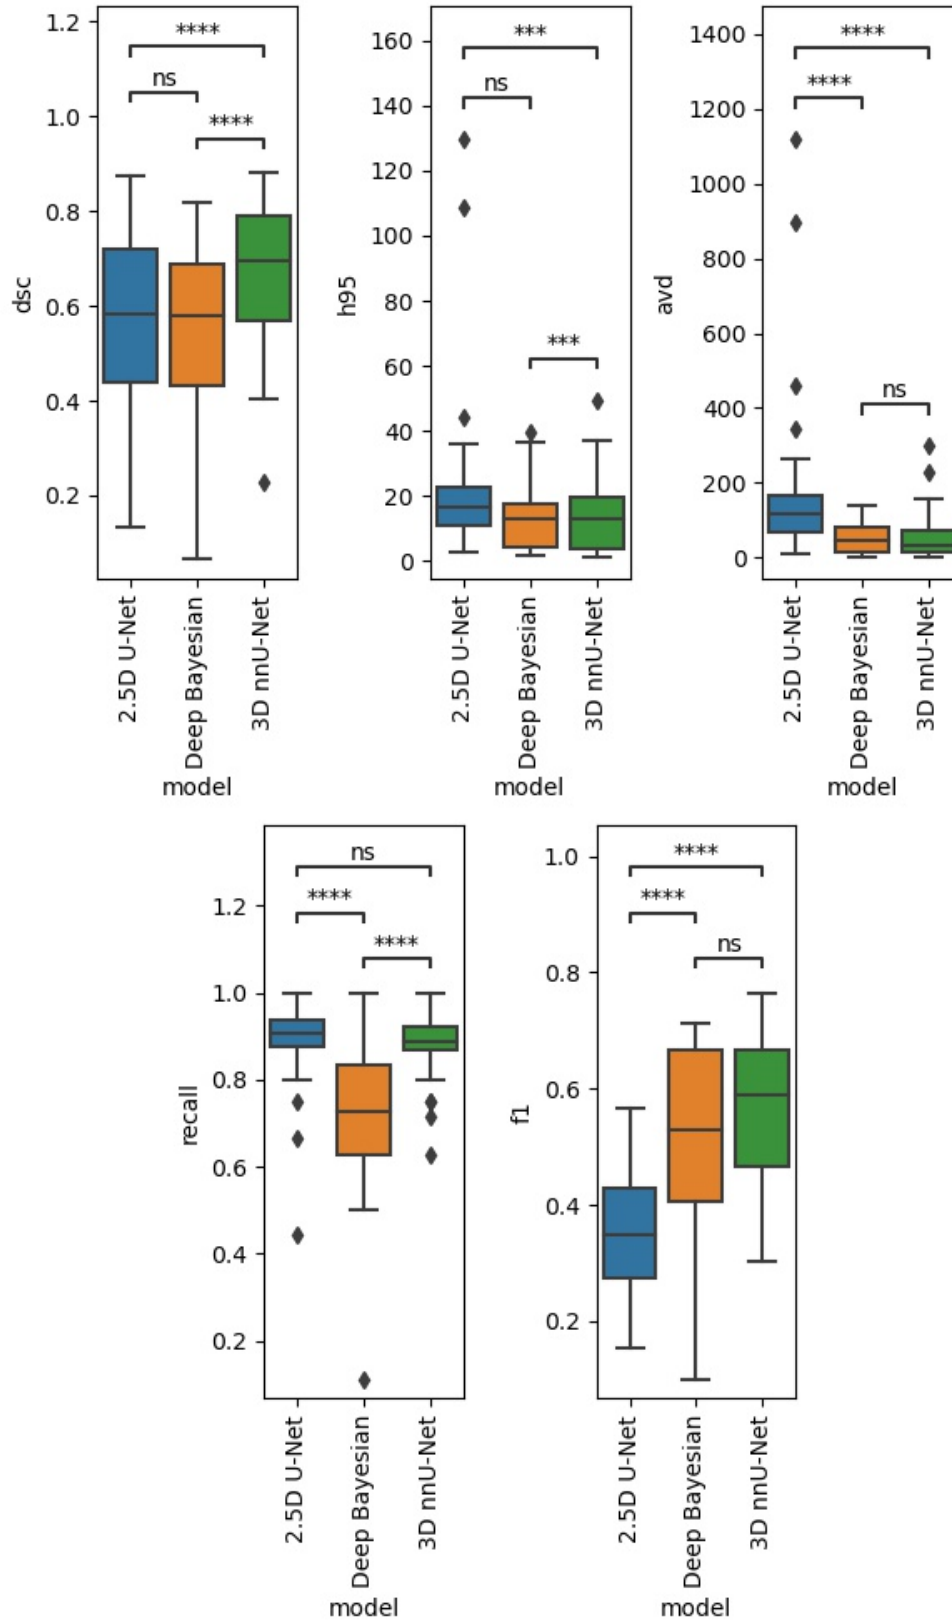 dsc
1.2
1.0
0.8
0.6
0.4
0.2
****
ns
****
2.5D U-Net
Deep Bayesian
3D nnU-Net
model
h95
160
140
120
100
80
60
40
20
0
***
ns
***
2.5D U-Net
Deep Bayesian
3D nnU-Net
model
avd
1400
1200
1000
800
600
400
200
0
****
****
ns
2.5D U-Net
Deep Bayesian
3D nnU-Net
model
recall
1.2
1.0
0.8
0.6
0.4
0.2
ns
****
****
2.5D U-Net
Deep Bayesian
3D nnU-Net
model
f1
1.0
0.8
0.6
0.4
0.2
****
****
ns
2.5D U-Net
Deep Bayesian
3D nnU-Net
model